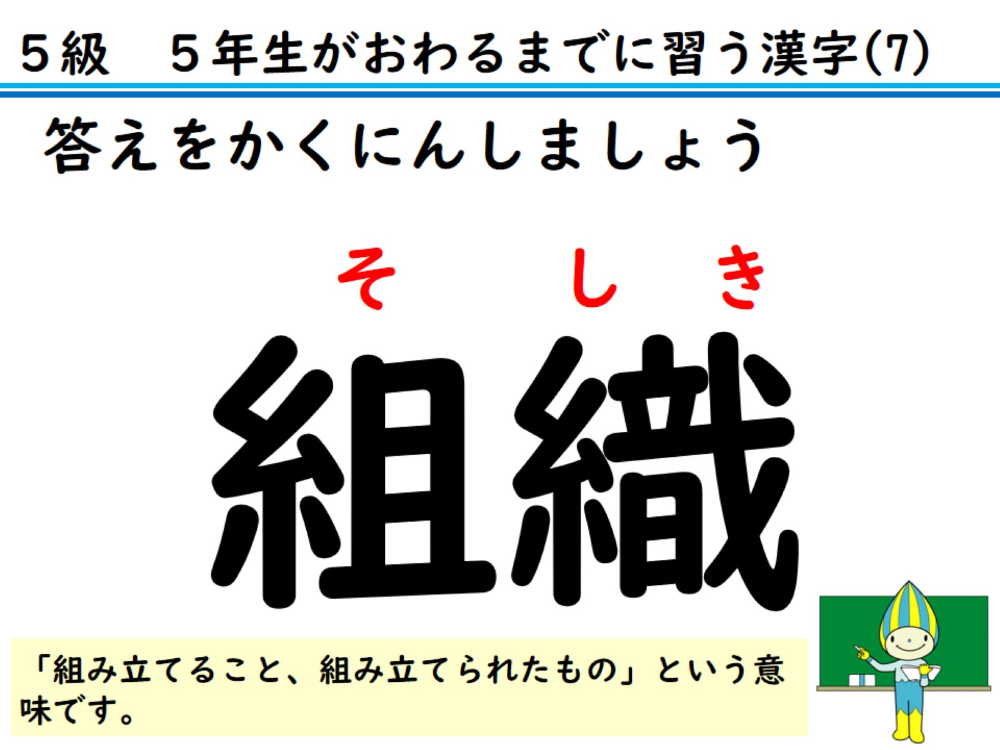 ５級　５年生がおわるまでに習う漢字(7)
答えをかくにんしましょう
そ し き
組織
「組み立てること、組み立てられたもの」という意
味です。